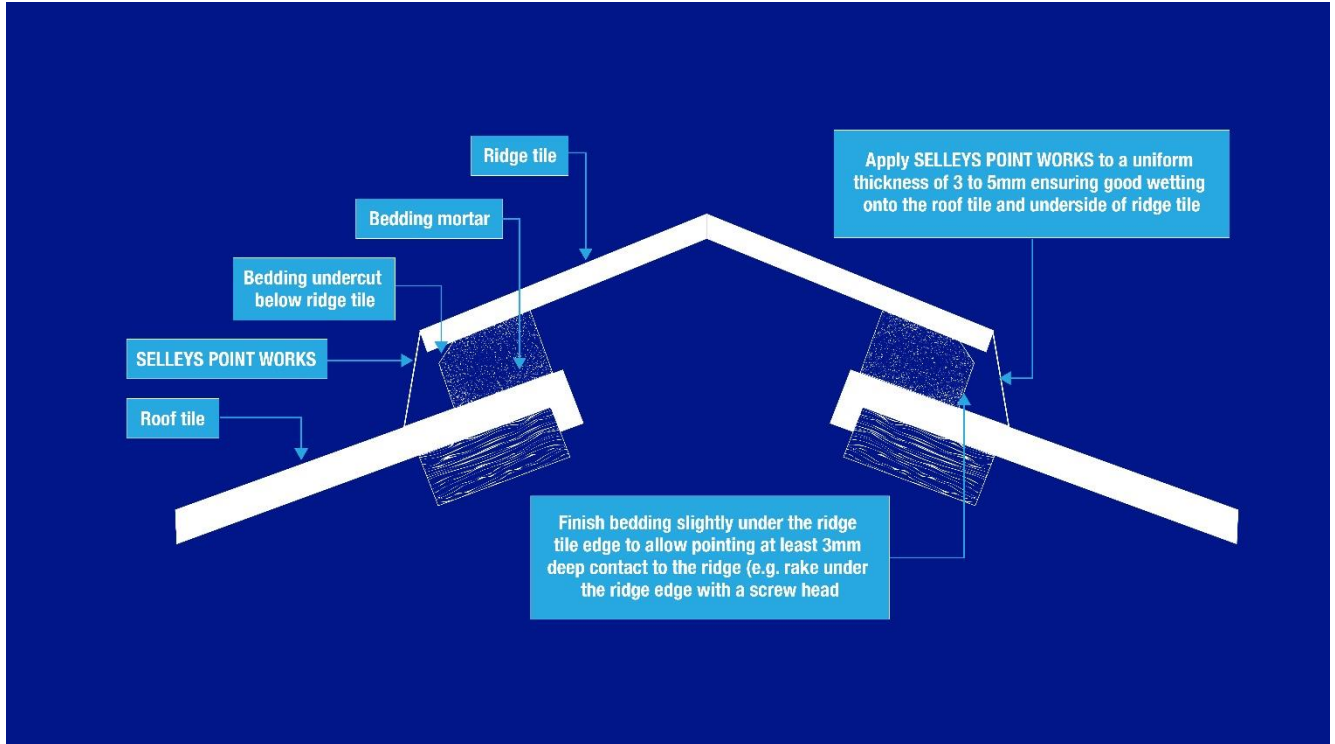 Ridge tile
Bedding mortar
Bedding undercut
below ridge tile
SELLEYS POINT WORKS
Roof tile
Apply SELLEYS POINT WORKS to a uniform
thickness of 3 to 5mm ensuring good wetting
onto the roof tile and underside of ridge tile
Finish bedding slightly under the ridge
tile edge to allow pointing at least 3mm
deep contact to the ridge (e.g. rake under
the ridge edge with a screw head